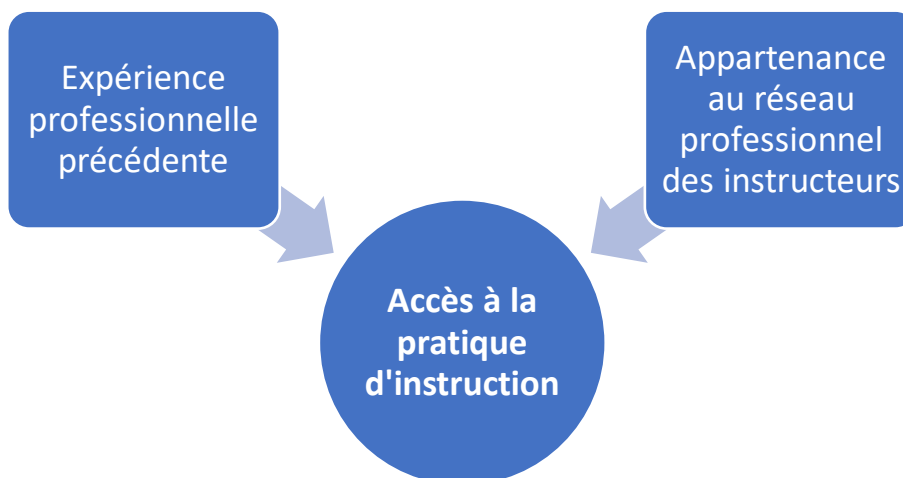 Expérience
professionnelle
précédente
Appartenance
au réseau
professionnel
des instructeurs
Accès à la
pratique
d'instruction